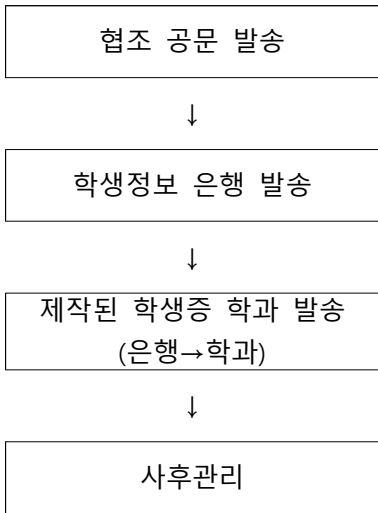 협조 공문 발송
↓
학생정보 은행 발송
↓
제작된 학생증 학과 발송
(은행→학과)
↓
사후관리